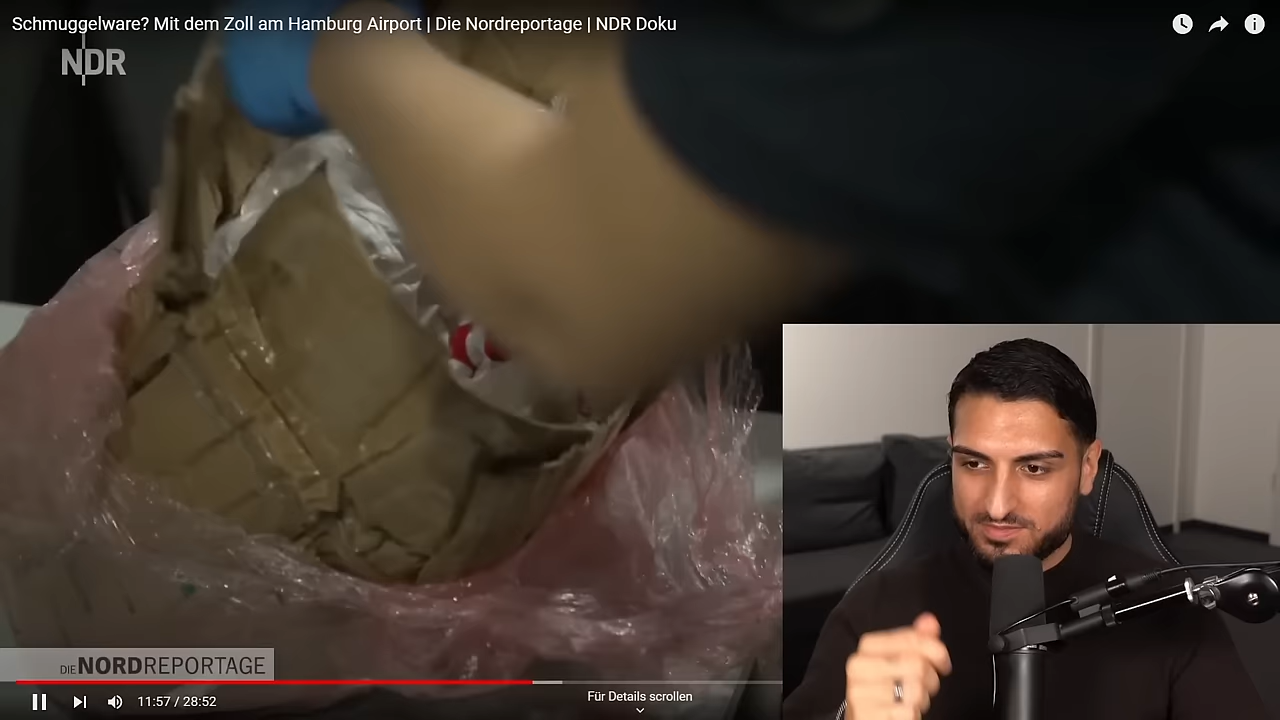 Schmuggelware? Mit dem Zoll am Hamburg Airport | Die Nordreportage | NDR Doku
NDR
DIE NORDREPORTAGE
11:57 / 28:52
Für Details scrollen